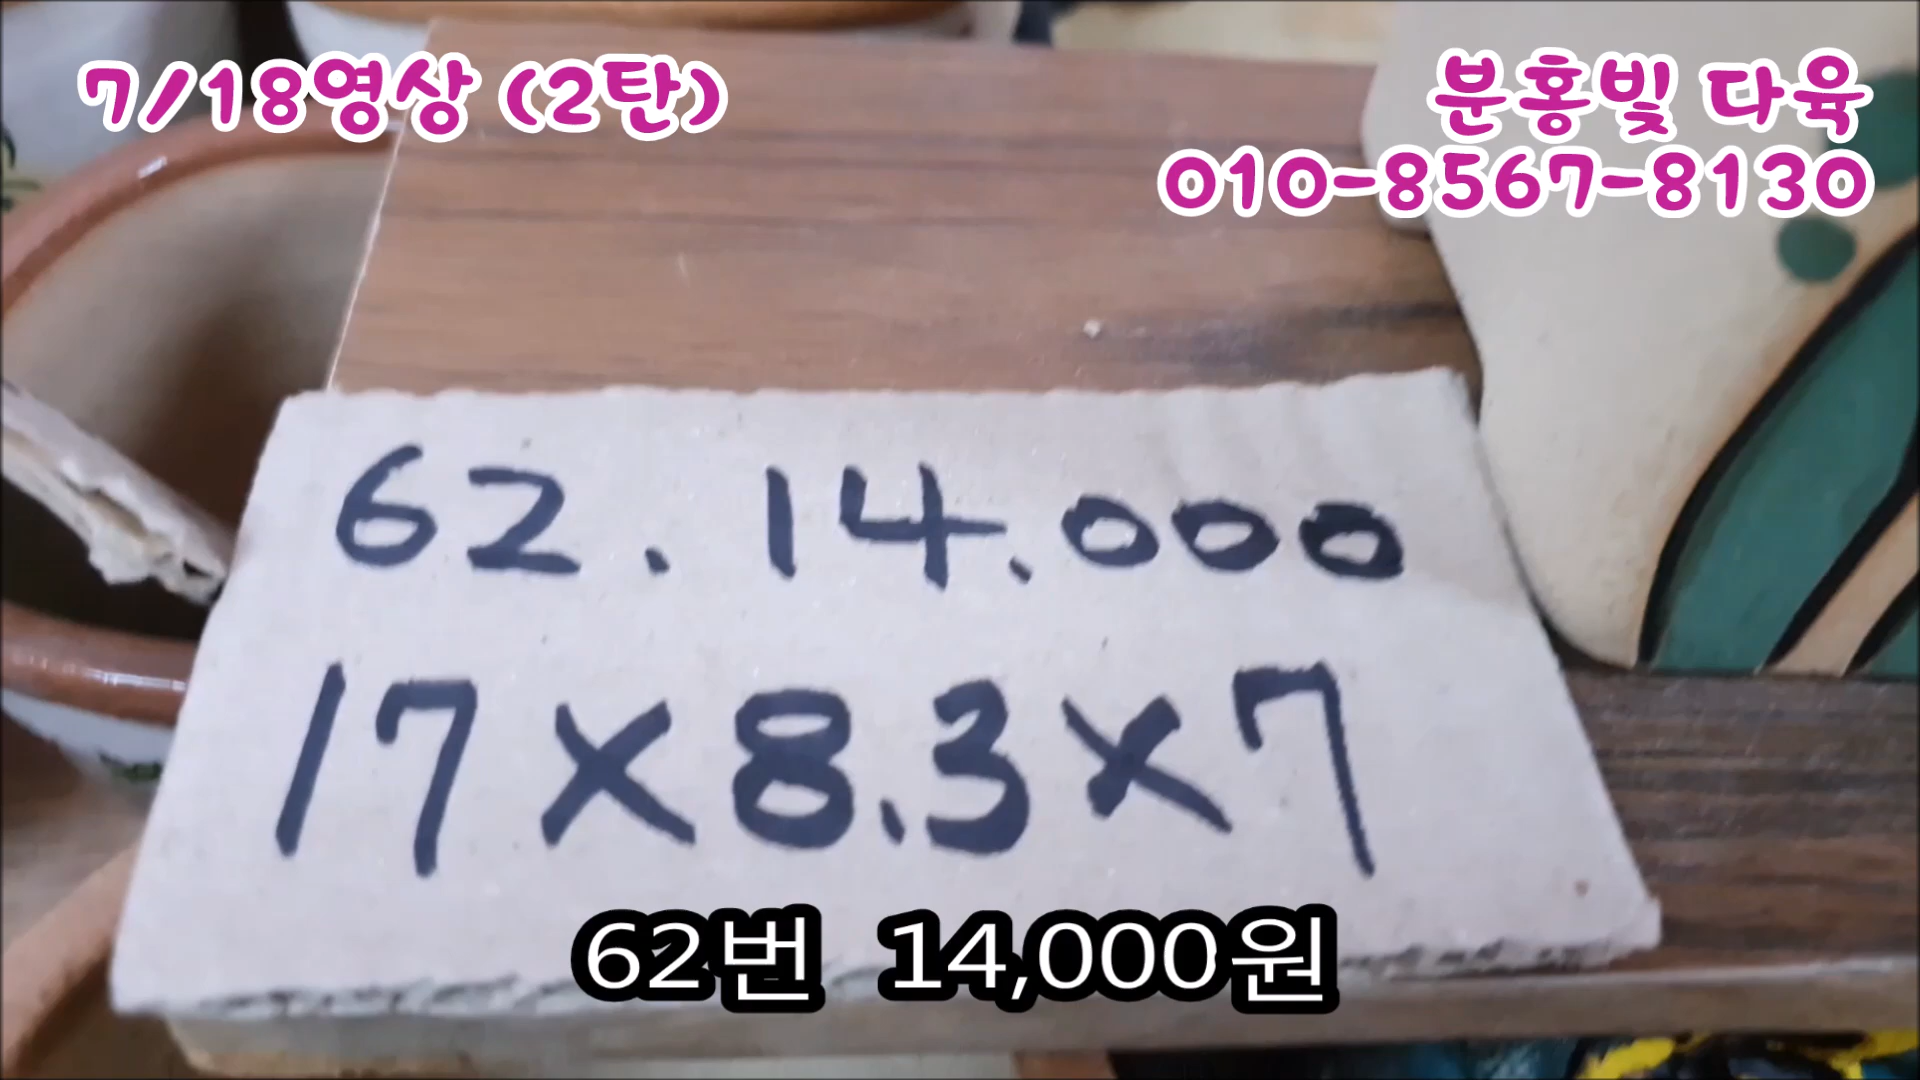 7/18영상 (2탄)
분홍빛 다육
010-8567-8130
62. 14.000
17×8.3×7
62번 14,000원